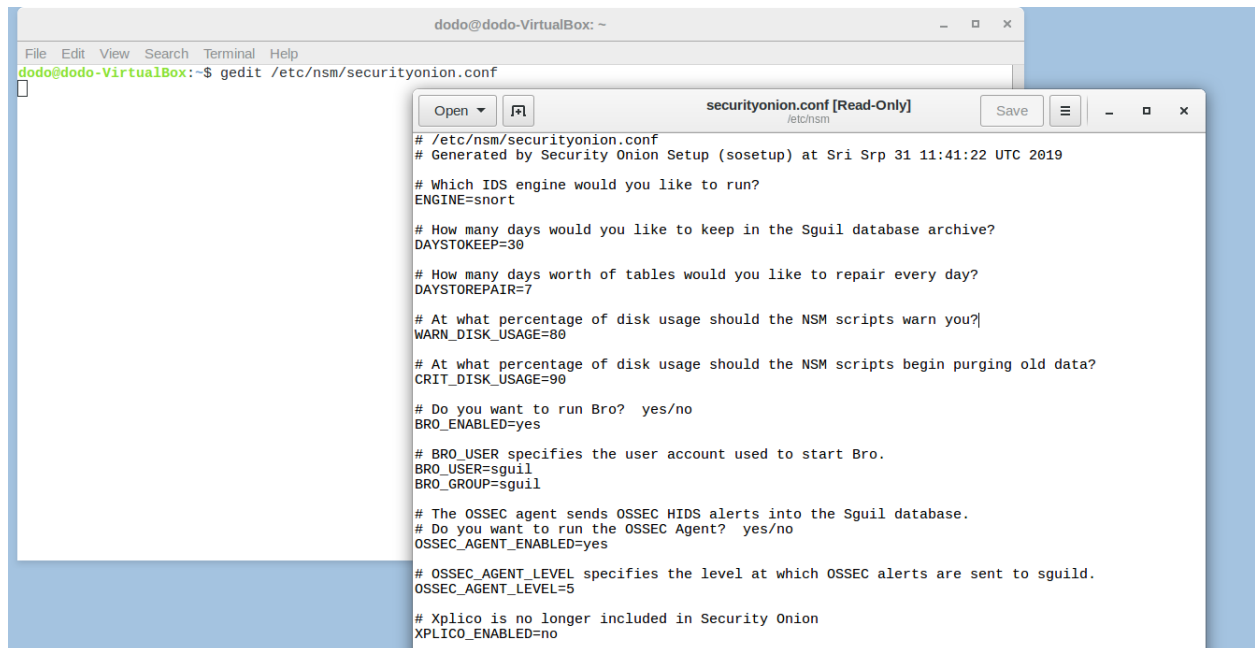 dodo@dodo-VirtualBox: ~
File Edit View Search Terminal Help
dodo@dodo-VirtualBox:~$ gedit /etc/nsm/securityonion.conf
Open
securityonion.conf [Read-Only]
/etc/nsm
Save
# /etc/nsm/securityonion.conf
# Generated by Security Onion Setup (sosetup) at Sri Srp 31 11:41:22 UTC 2019
# Which IDS engine would you like to run?
ENGINE=snort
# How many days would you like to keep in the Sguil database archive?
DAYSTOKEEP=30
# How many days worth of tables would you like to repair every day?
DAYSTOREPAIR=7
# At what percentage of disk usage should the NSM scripts warn you?
WARN_DISK_USAGE=80
# At what percentage of disk usage should the NSM scripts begin purging old data?
CRIT_DISK_USAGE=90
# Do you want to run Bro?  yes/no
BRO_ENABLED=yes
# BRO_USER specifies the user account used to start Bro.
BRO_USER=sguil
BRO_GROUP=sguil
# The OSSEC agent sends OSSEC HIDS alerts into the Sguil database.
# Do you want to run the OSSEC Agent?  yes/no
OSSEC_AGENT_ENABLED=yes
# OSSEC_AGENT_LEVEL specifies the level at which OSSEC alerts are sent to sguild.
OSSEC_AGENT_LEVEL=5
# Xplico is no longer included in Security Onion
XPLICO_ENABLED=no